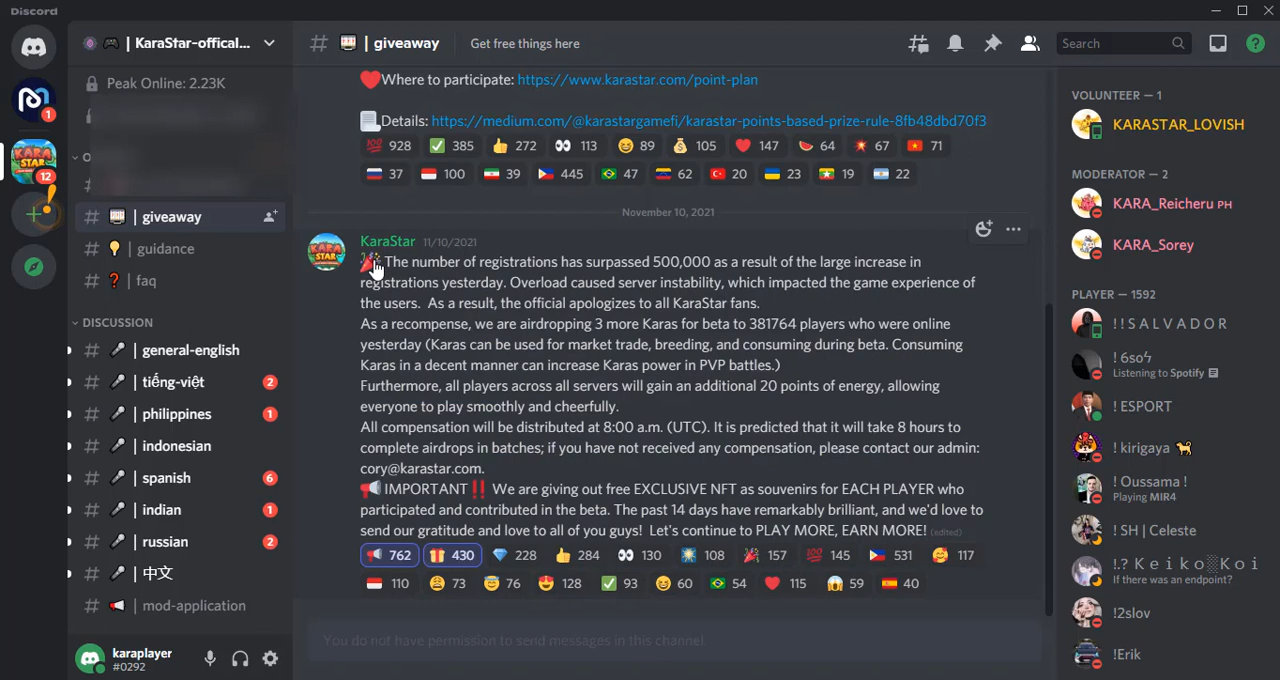 Discord
KaraStar-offical...
Peak Online: 2.23K
O
# | giveaway
# | guidance
# ❓ | faq
DISCUSSION
# | general-english
# | tiếng-việt 2
# | philippines 1
# | indonesian
# | spanish 6
# | indian 1
# | russian 2
# | 中文
# | mod-application
karaplayer
#0292
1
12
# | giveaway
Get free things here
Search
❤️Where to participate: https://www.karastar.com/point-plan
📃Details: https://medium.com/@karastargamefi/karastar-points-based-prize-rule-8fb48dbd70f3
💯 928 ✅ 385 👍 272 👀 113 😄 89 💰 105 ❤️ 147 🍉 64 💥 67 🇻🇳 71
🇷🇺 37 🇮🇩 100 🇮🇷 39 🇵🇭 445 🇧🇷 47 🇻🇪 62 🇹🇷 20 🇺🇦 23 🇲🇲 19 🇦🇷 22
November 10, 2021
KaraStar 11/10/2021
🎉The number of registrations has surpassed 500,000 as a result of the large increase in
registrations yesterday. Overload caused server instability, which impacted the game experience of
the users. As a result, the official apologizes to all KaraStar fans.
As a recompense, we are airdropping 3 more Karas for beta to 381764 players who were online
yesterday (Karas can be used for market trade, breeding, and consuming during beta. Consuming
Karas in a decent manner can increase Karas power in PVP battles.)
Furthermore, all players across all servers will gain an additional 20 points of energy, allowing
everyone to play smoothly and cheerfully.
All compensation will be distributed at 8:00 a.m. (UTC). It is predicted that it will take 8 hours to
complete airdrops in batches; if you have not received any compensation, please contact our admin:
cory@karastar.com.
📢IMPORTANT‼️ We are giving out free EXCLUSIVE NFT as souvenirs for EACH PLAYER who
participated and contributed in the beta. The past 14 days have remarkably brilliant, and we'd love to
send our gratitude and love to all of you guys! Let's continue to PLAY MORE, EARN MORE! (edited)
📢 762 🎁 430 💎 228 👍 284 👀 130 108 🎉 157 💯 145 🇵🇭 531 🥰 117
🇮🇩 110 😩 73 😇 76 😍 128 ✅ 93 😄 60 🇧🇷 54 ❤️ 115 😱 59 🇪🇸 40
You do not have permission to send messages in this channel
VOLUNTEER — 1
KARASTAR_LOVISH
MODERATOR — 2
KARA_Reicheru PH
KARA_Sorey
PLAYER — 1592
! ! S A L V A D O R
! 6soϟ
Listening to Spotify
! ESPORT
! kirigaya 🐕
! Oussama !
Playing MIR4
! SH | Celeste
!.? K e i k o░K o i
If there was an endpoint?
!2slov
!Erik